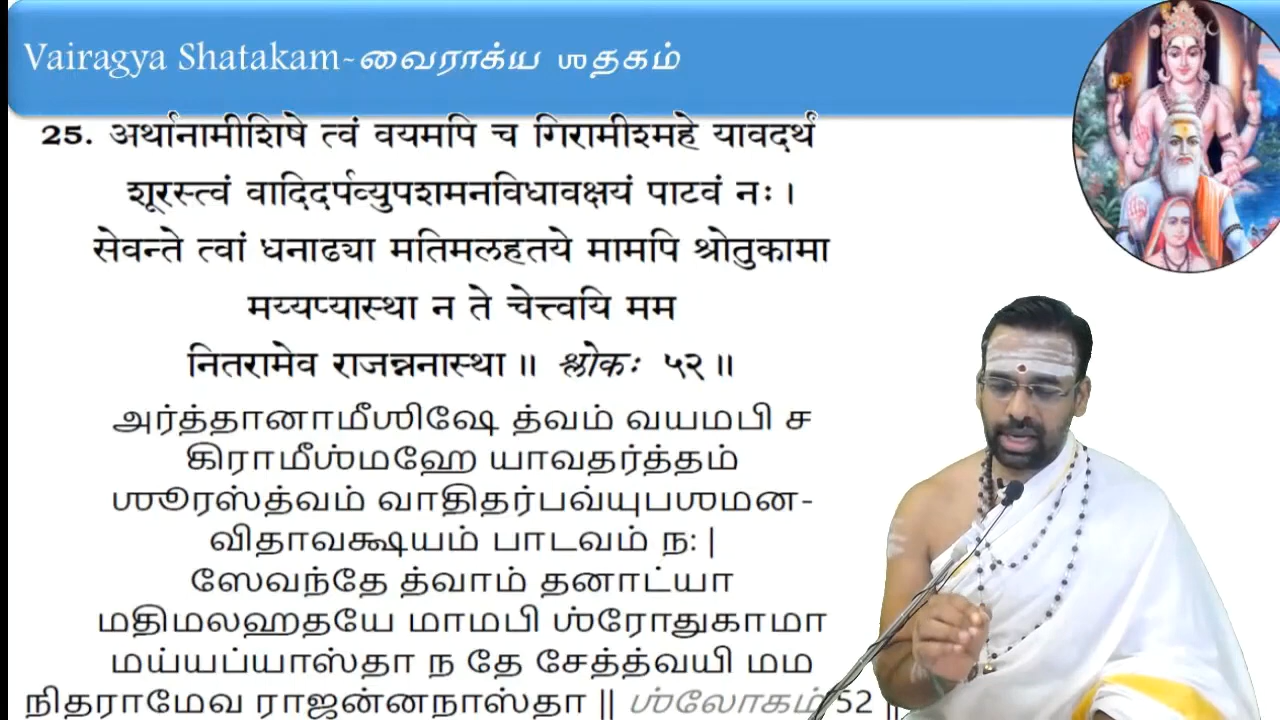 Vairagya Shatakam-வைராக்ய ஶதகம்
25. अर्थानामीशिषे त्वं वयमपि च गिरामीश्महे यावदर्थं
शूरस्त्वं वादिदर्पव्युपशमनविधावक्षयं पाटवं नः ।
सेवन्ते त्वां धनाढ्या मतिमलहतये मामपि श्रोतुकामा
मय्यप्यास्था न ते चेत्त्वयि मम
नितरामेव राजन्ननास्था ॥ श्लोकः ५२ ॥
அர்த்தானாமீஶிஷே த்வம் வயமபி ச
கிராமீஶ்மஹே யாவதர்த்தம்
ஶூரஸ்த்வம் வாதிதர்பவ்யுபஶமன-
விதாவக்ஷயம் பாடவம் ந: |
ஸேவந்தே த்வாம் தனாட்யா
மதிமலஹதயே மாமபி ஶ்ரோதுகாமா
மய்யப்யாஸ்தா ந தே சேத்த்வயி மம
நிதராமேவ ராஜன்னநாஸ்தா || ஶ்லோகம் 52 ||